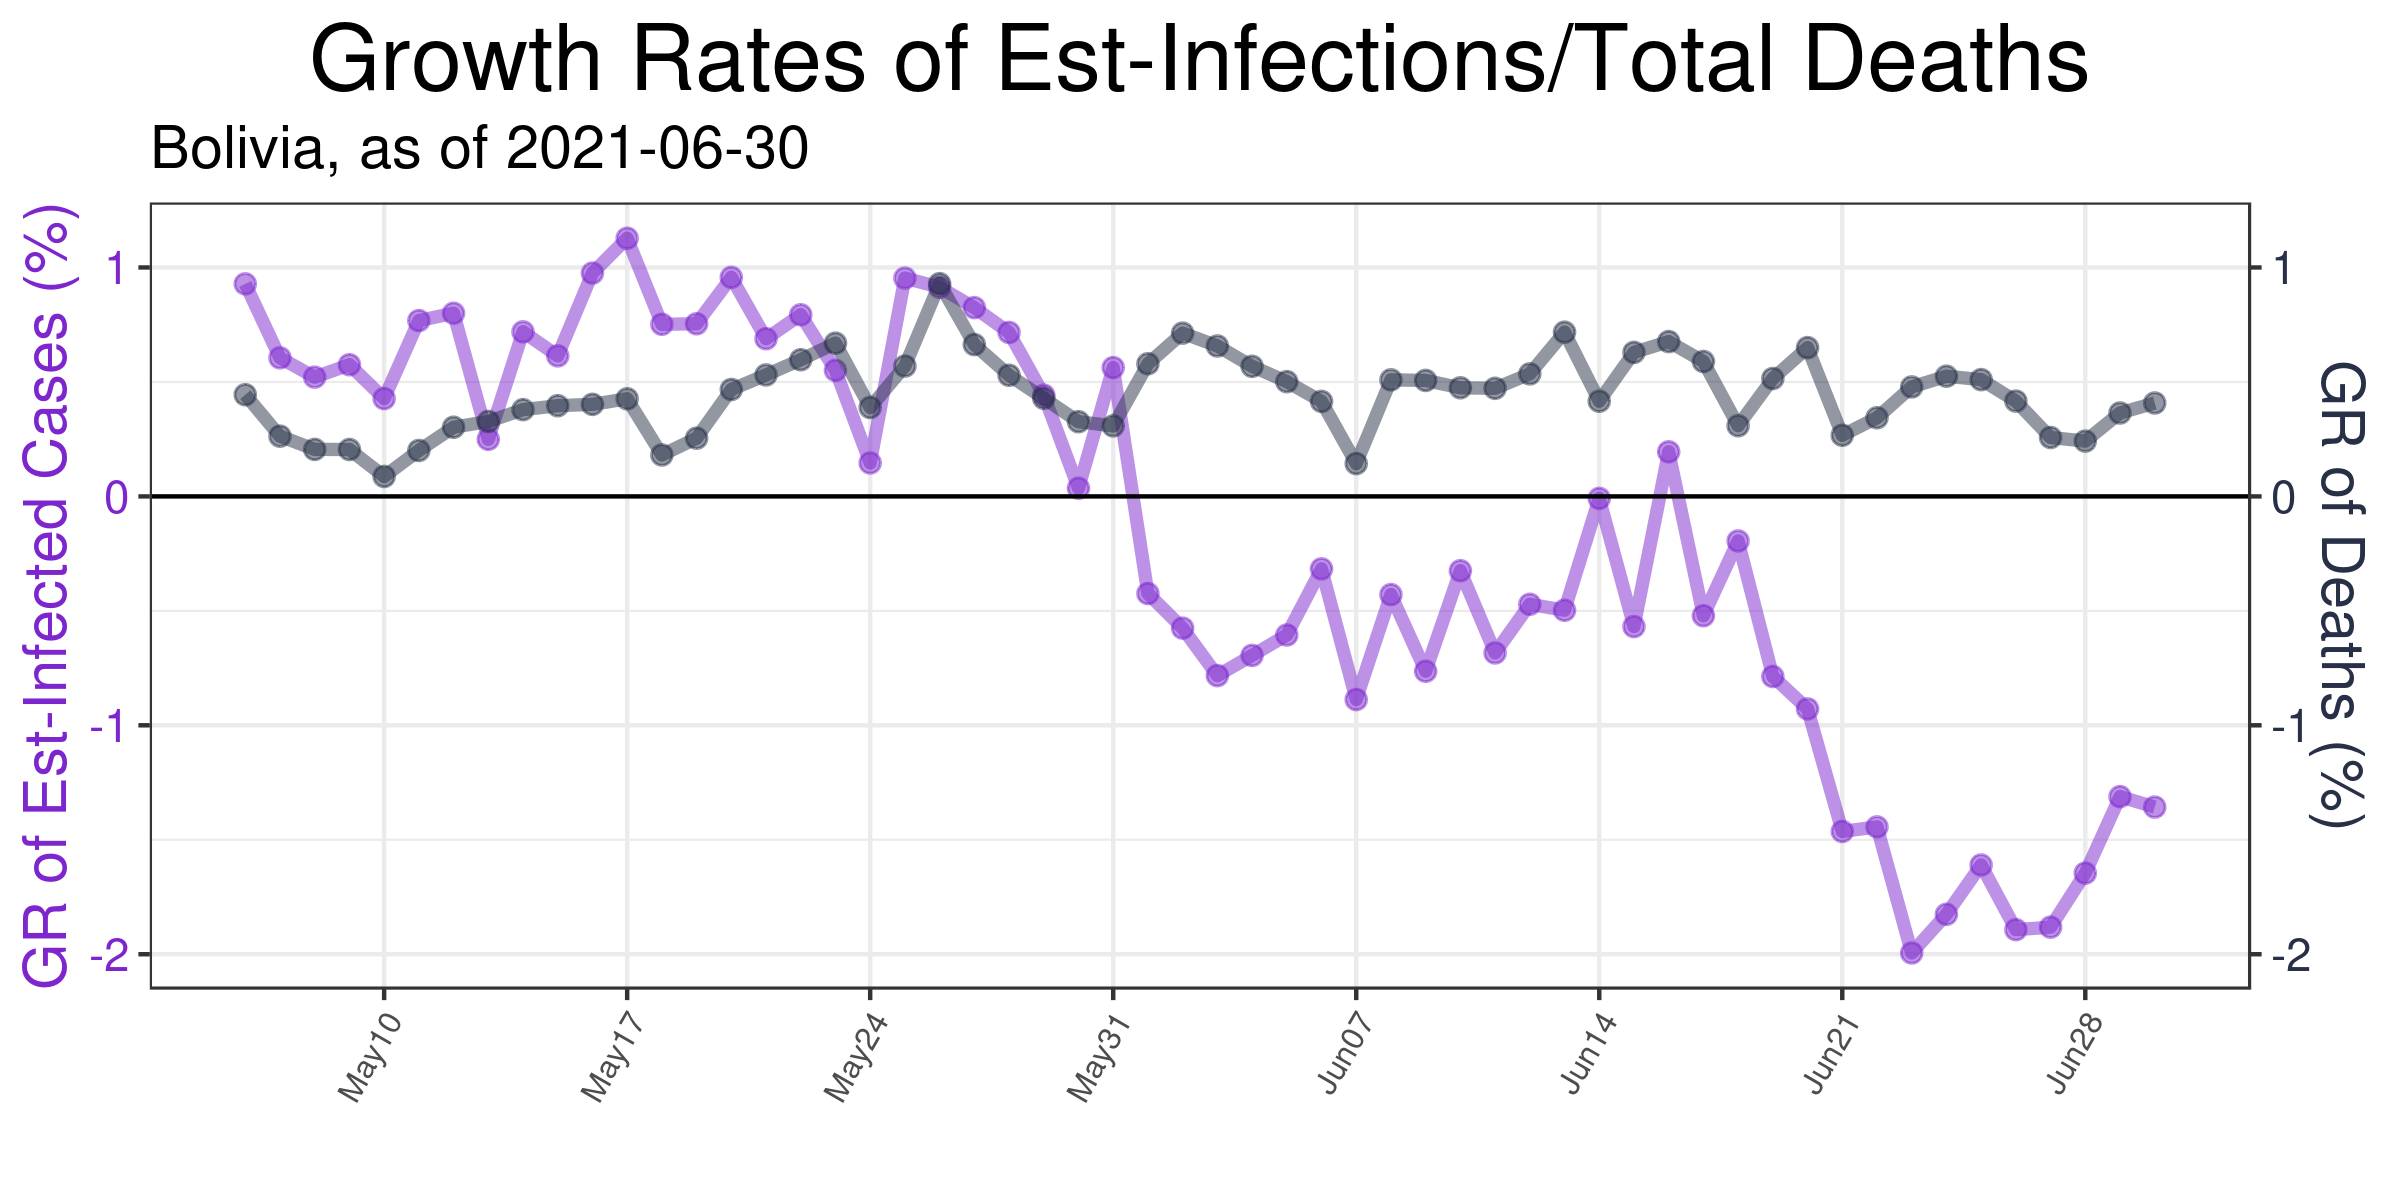 Growth Rates of Est-Infections/Total Deaths
Bolivia, as of 2021-06-30
GR of Est-Infected Cases (%)
1
0
-1
-2
1
0
-1
-2
GR of Deaths (%)
May10
May17
May24
May31
Jun07
Jun14
Jun21
Jun28